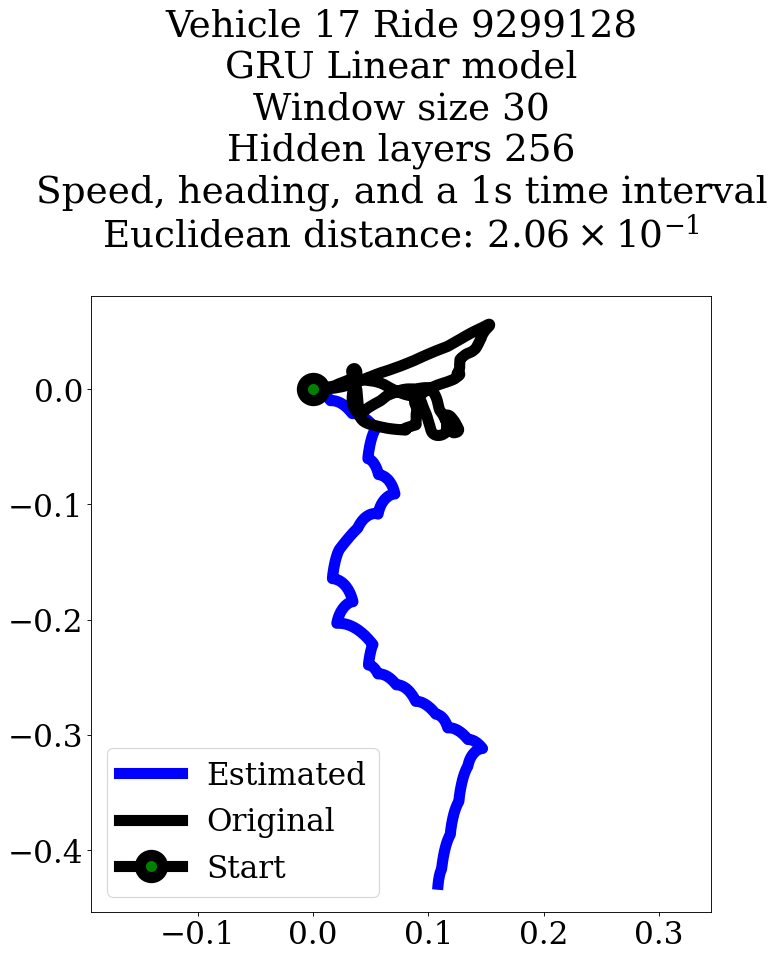 Vehicle 17 Ride 9299128
GRU Linear model
Window size 30
Hidden layers 256
Speed, heading, and a 1s time interval
Euclidean distance: 2.06 × 10⁻¹
0.0
−0.1
−0.2
−0.3
−0.4
Estimated
Original
Start
−0.1 0.0 0.1 0.2 0.3